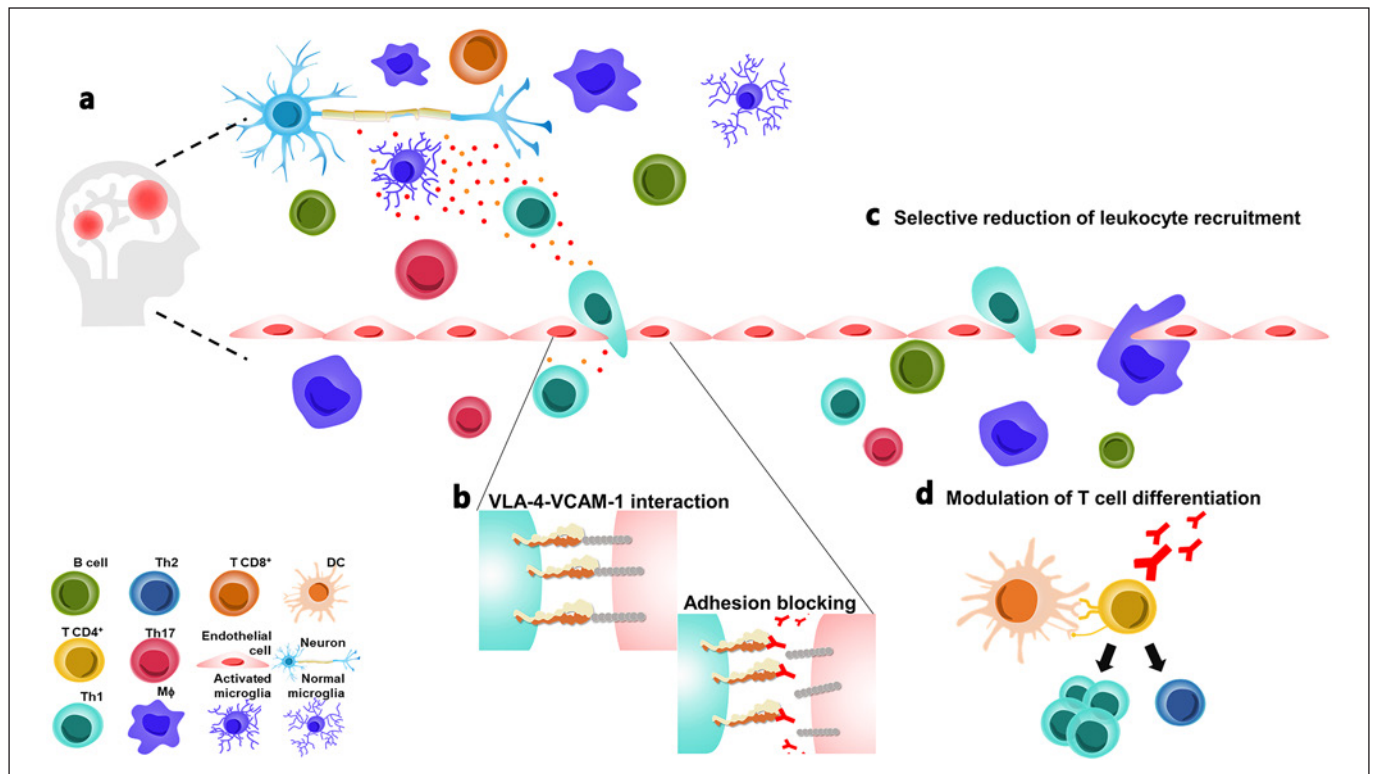 a
c Selective reduction of leukocyte recruitment
b VLA-4-VCAM-1 interaction
Adhesion blocking
d Modulation of T cell differentiation
B cell
Th2
T CD8+
DC
T CD4+
Th17
Endothelial
cell
Neuron
Th1
Mϕ
Activated
microglia
Normal
microglia